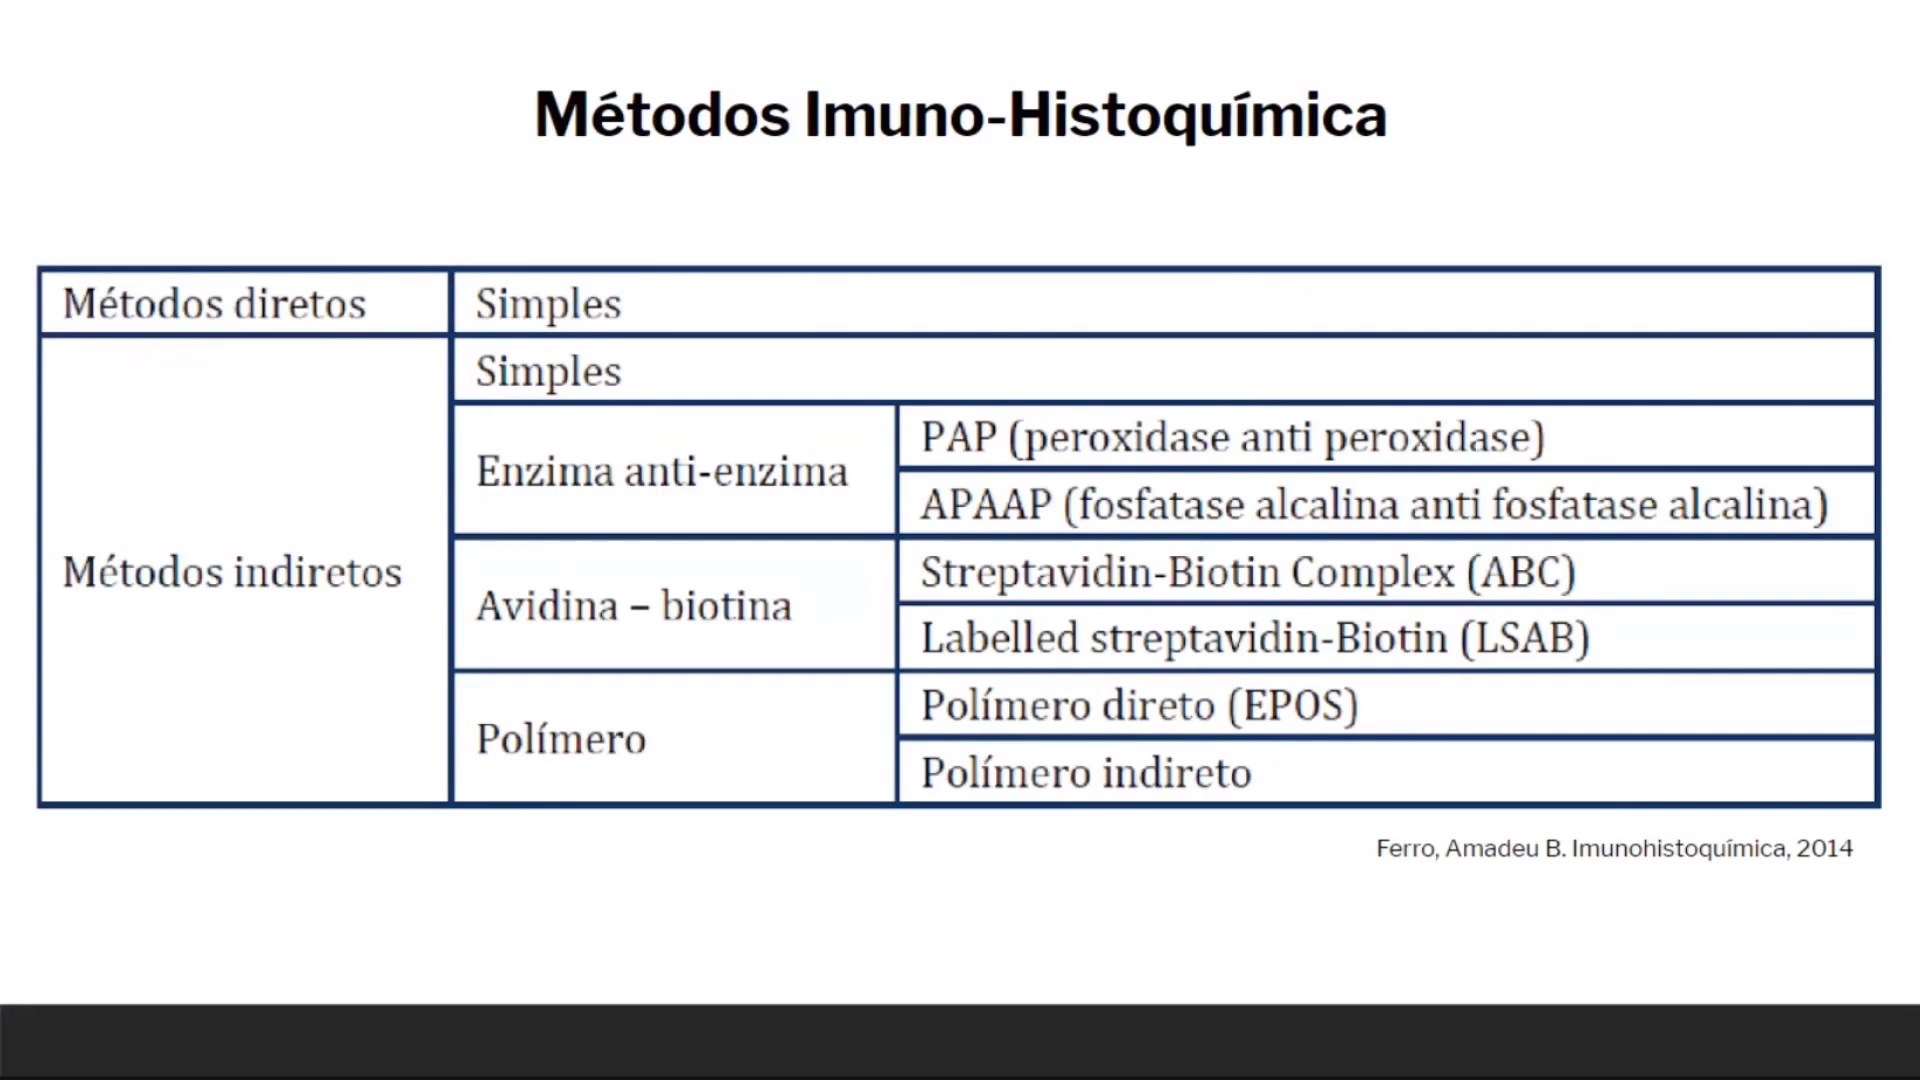 Métodos Imuno-Histoquímica
Métodos diretos
Simples
Métodos indiretos
Simples
Enzima anti-enzima
PAP (peroxidase anti peroxidase)
APAAP (fosfatase alcalina anti fosfatase alcalina)
Avidina – biotina
Streptavidin-Biotin Complex (ABC)
Labelled streptavidin-Biotin (LSAB)
Polímero
Polímero direto (EPOS)
Polímero indireto
Ferro, Amadeu B. Imunohistoquímica, 2014